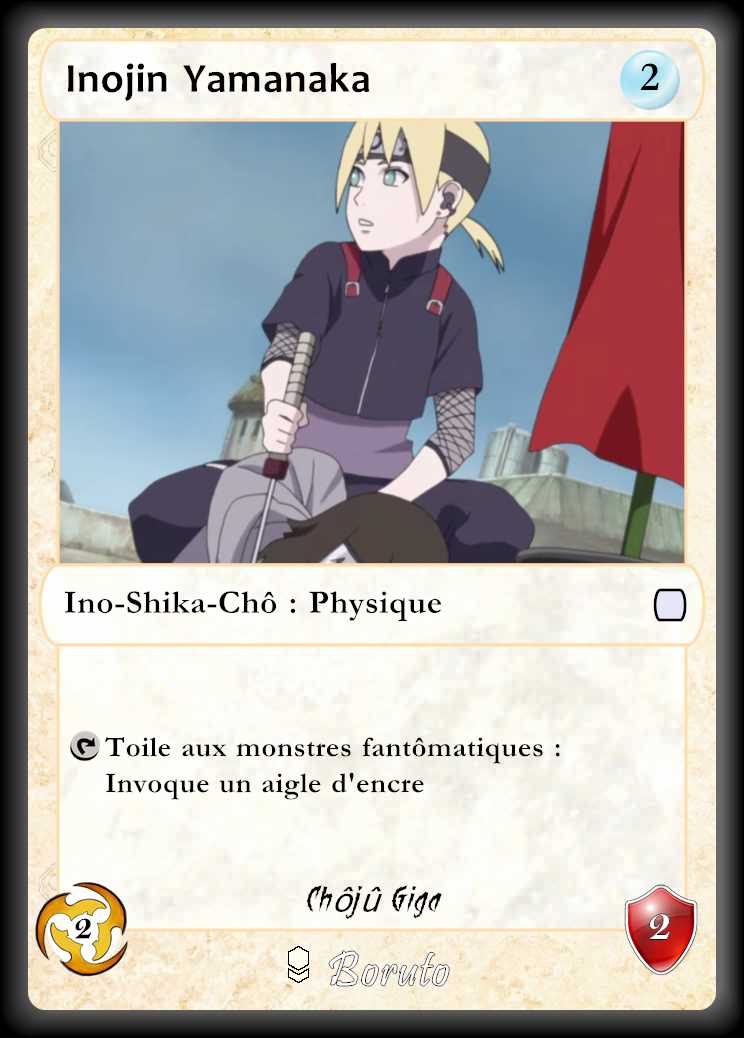 Inojin Yamanaka
2
Ino-Shika-Chô : Physique
Toile aux monstres fantômatiques :
Invoque un aigle d'encre
Chôjû Giga
2
2
Boruto